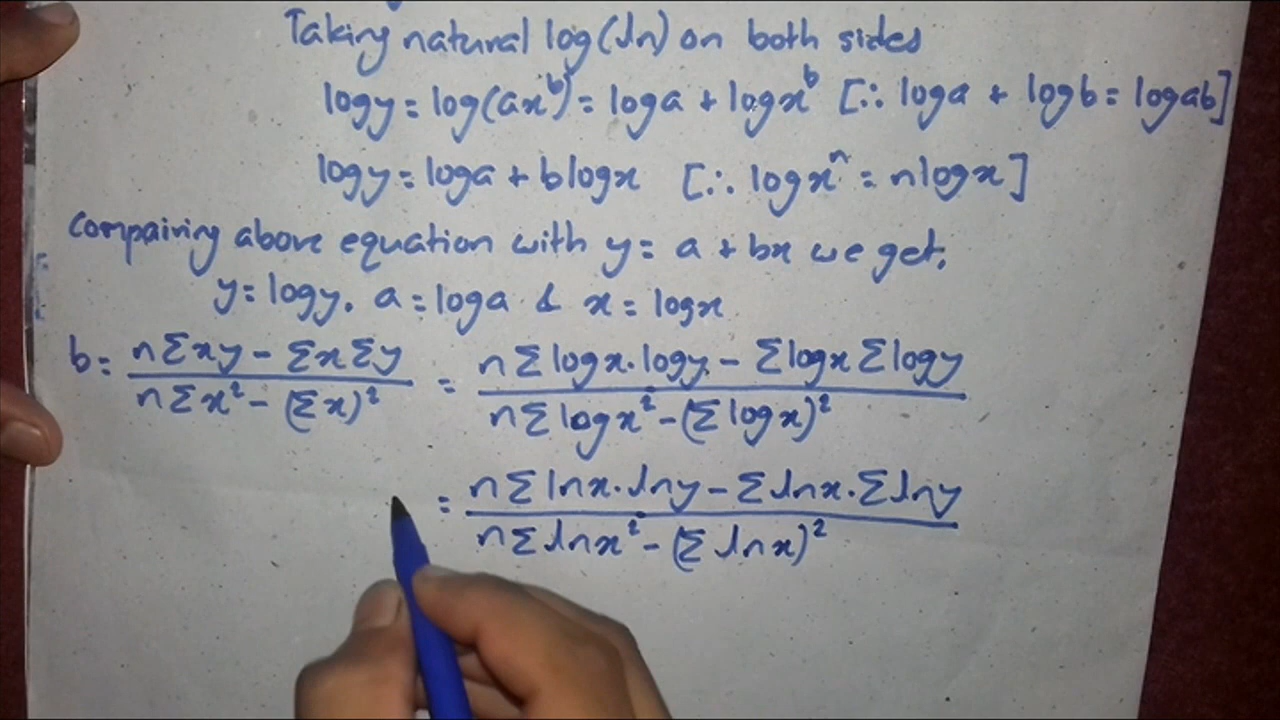 Taking natural log(ln) on both sides
logy = log(ax^b) = loga + logx^b [∴ loga + logb = logab]
logy = loga + blogx [∴ logx^n = nlogx]
compairing above equation with y = a + bx we get,
y = logy, a = loga & x = logx
b = (nΣxy - ΣxΣy)/(nΣx² - (Σx)²) = (nΣlogx·logy - ΣlogxΣlogy)/(nΣlogx² - (Σlogx)²)
= (nΣlnx·lny - Σlnx·Σlny)/(nΣlnx² - (Σlnx)²)